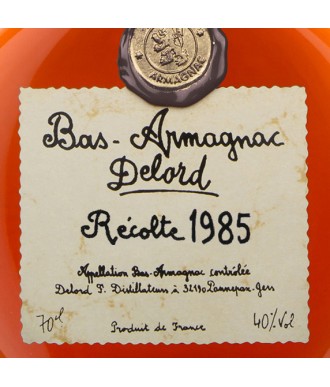 ARMAGNAC
Bas-Armagnac
Delord
Récolte 1985
Appellation Bas-Armagnac contrôlée
Delord F. Distillateurs à 32190 Lannepax-Gers
70cl
40% Vol
Produit de France